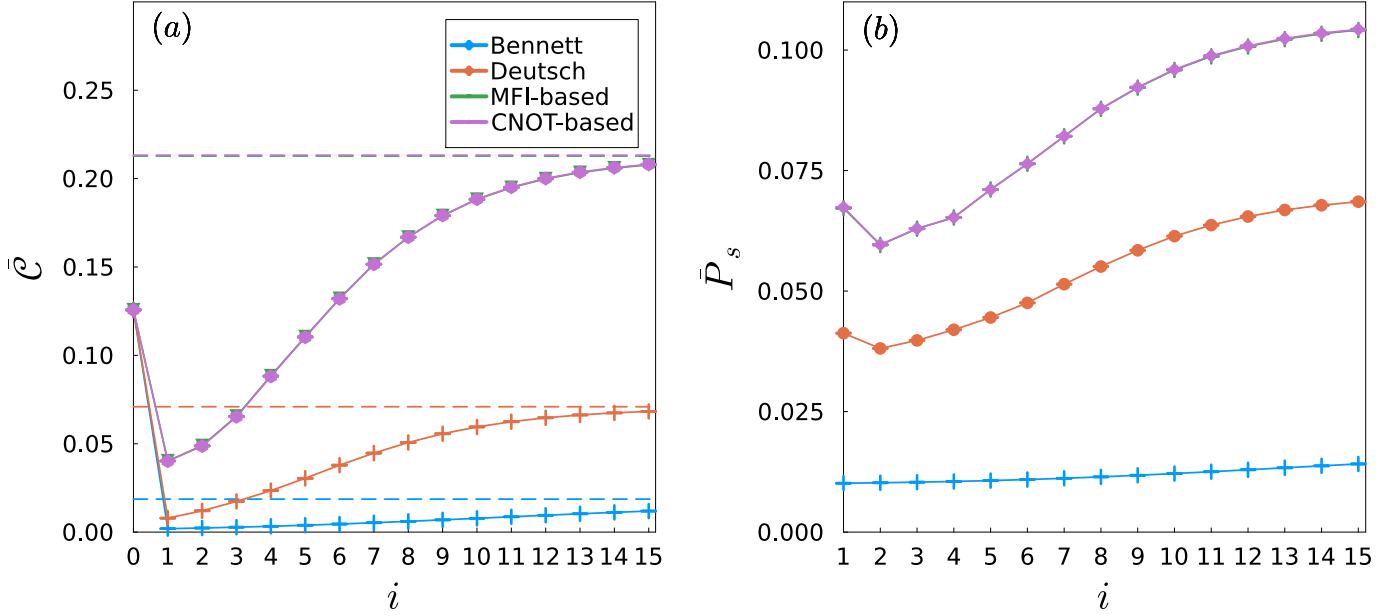 (a)
Bennett
Deutsch
MFI-based
CNOT-based
0.25
0.20
0.15
0.10
0.05
0.00
0 1 2 3 4 5 6 7 8 9 10 11 12 13 14 15
i
𝒞̄
(b)
0.100
0.075
0.050
0.025
0.000
1 2 3 4 5 6 7 8 9 10 11 12 13 14 15
i
P̄ₛ